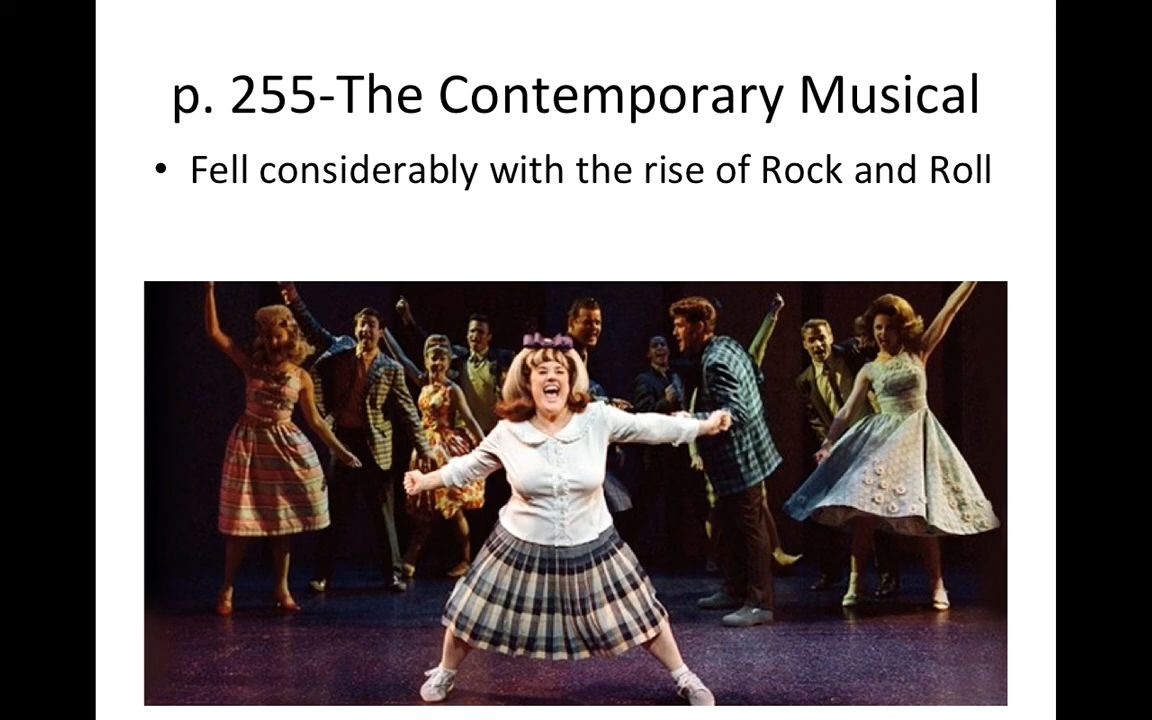 p. 255-The Contemporary Musical
• Fell considerably with the rise of Rock and Roll